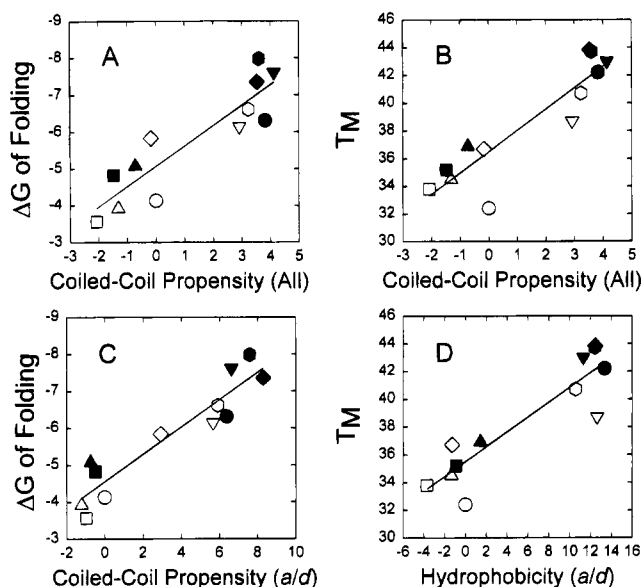 A
ΔG of Folding
-8
-7
-6
-5
-4
-3
-3 -2 -1 0 1 2 3 4 5
Coiled-Coil Propensity (All)
B
TM
46
44
42
40
38
36
34
32
30
-3 -2 -1 0 1 2 3 4 5
Coiled-Coil Propensity (All)
C
ΔG of Folding
-9
-8
-7
-6
-5
-4
-3
-2 0 2 4 6 8 10
Coiled-Coil Propensity (a/d)
D
TM
46
44
42
40
38
36
34
32
30
-6 -4 -2 0 2 4 6 8 10 12 14 16
Hydrophobicity (a/d)